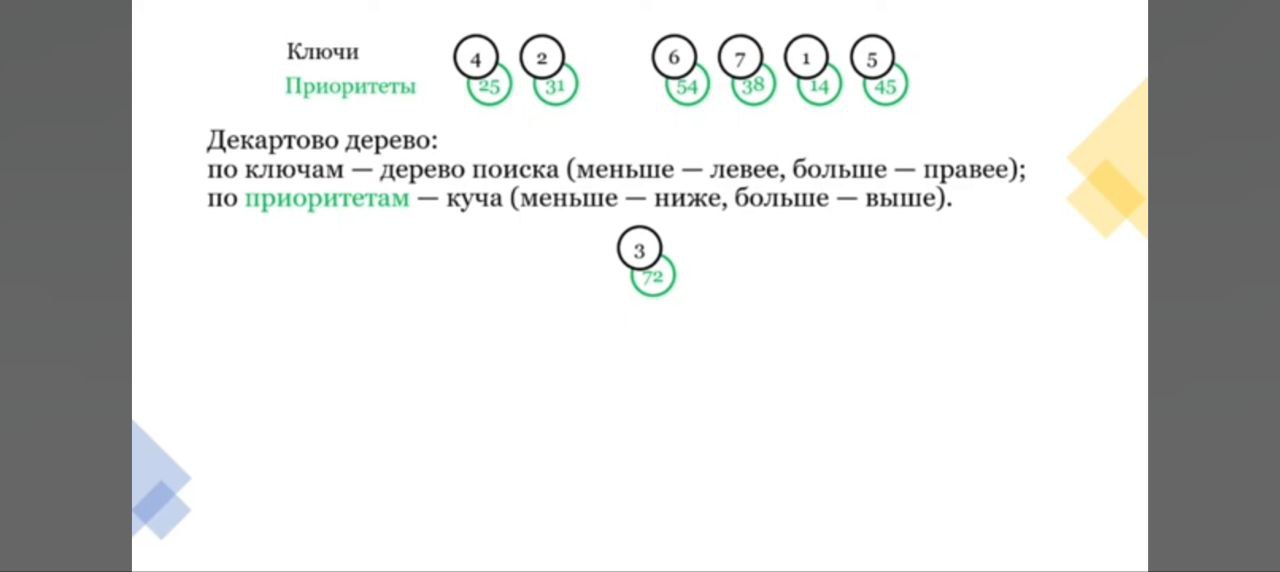 Ключи 4 2 6 7 1 5
Приоритеты 25 31 54 38 14 45
Декартово дерево:
по ключам — дерево поиска (меньше — левее, больше — правее);
по приоритетам — куча (меньше — ниже, больше — выше).
3
72